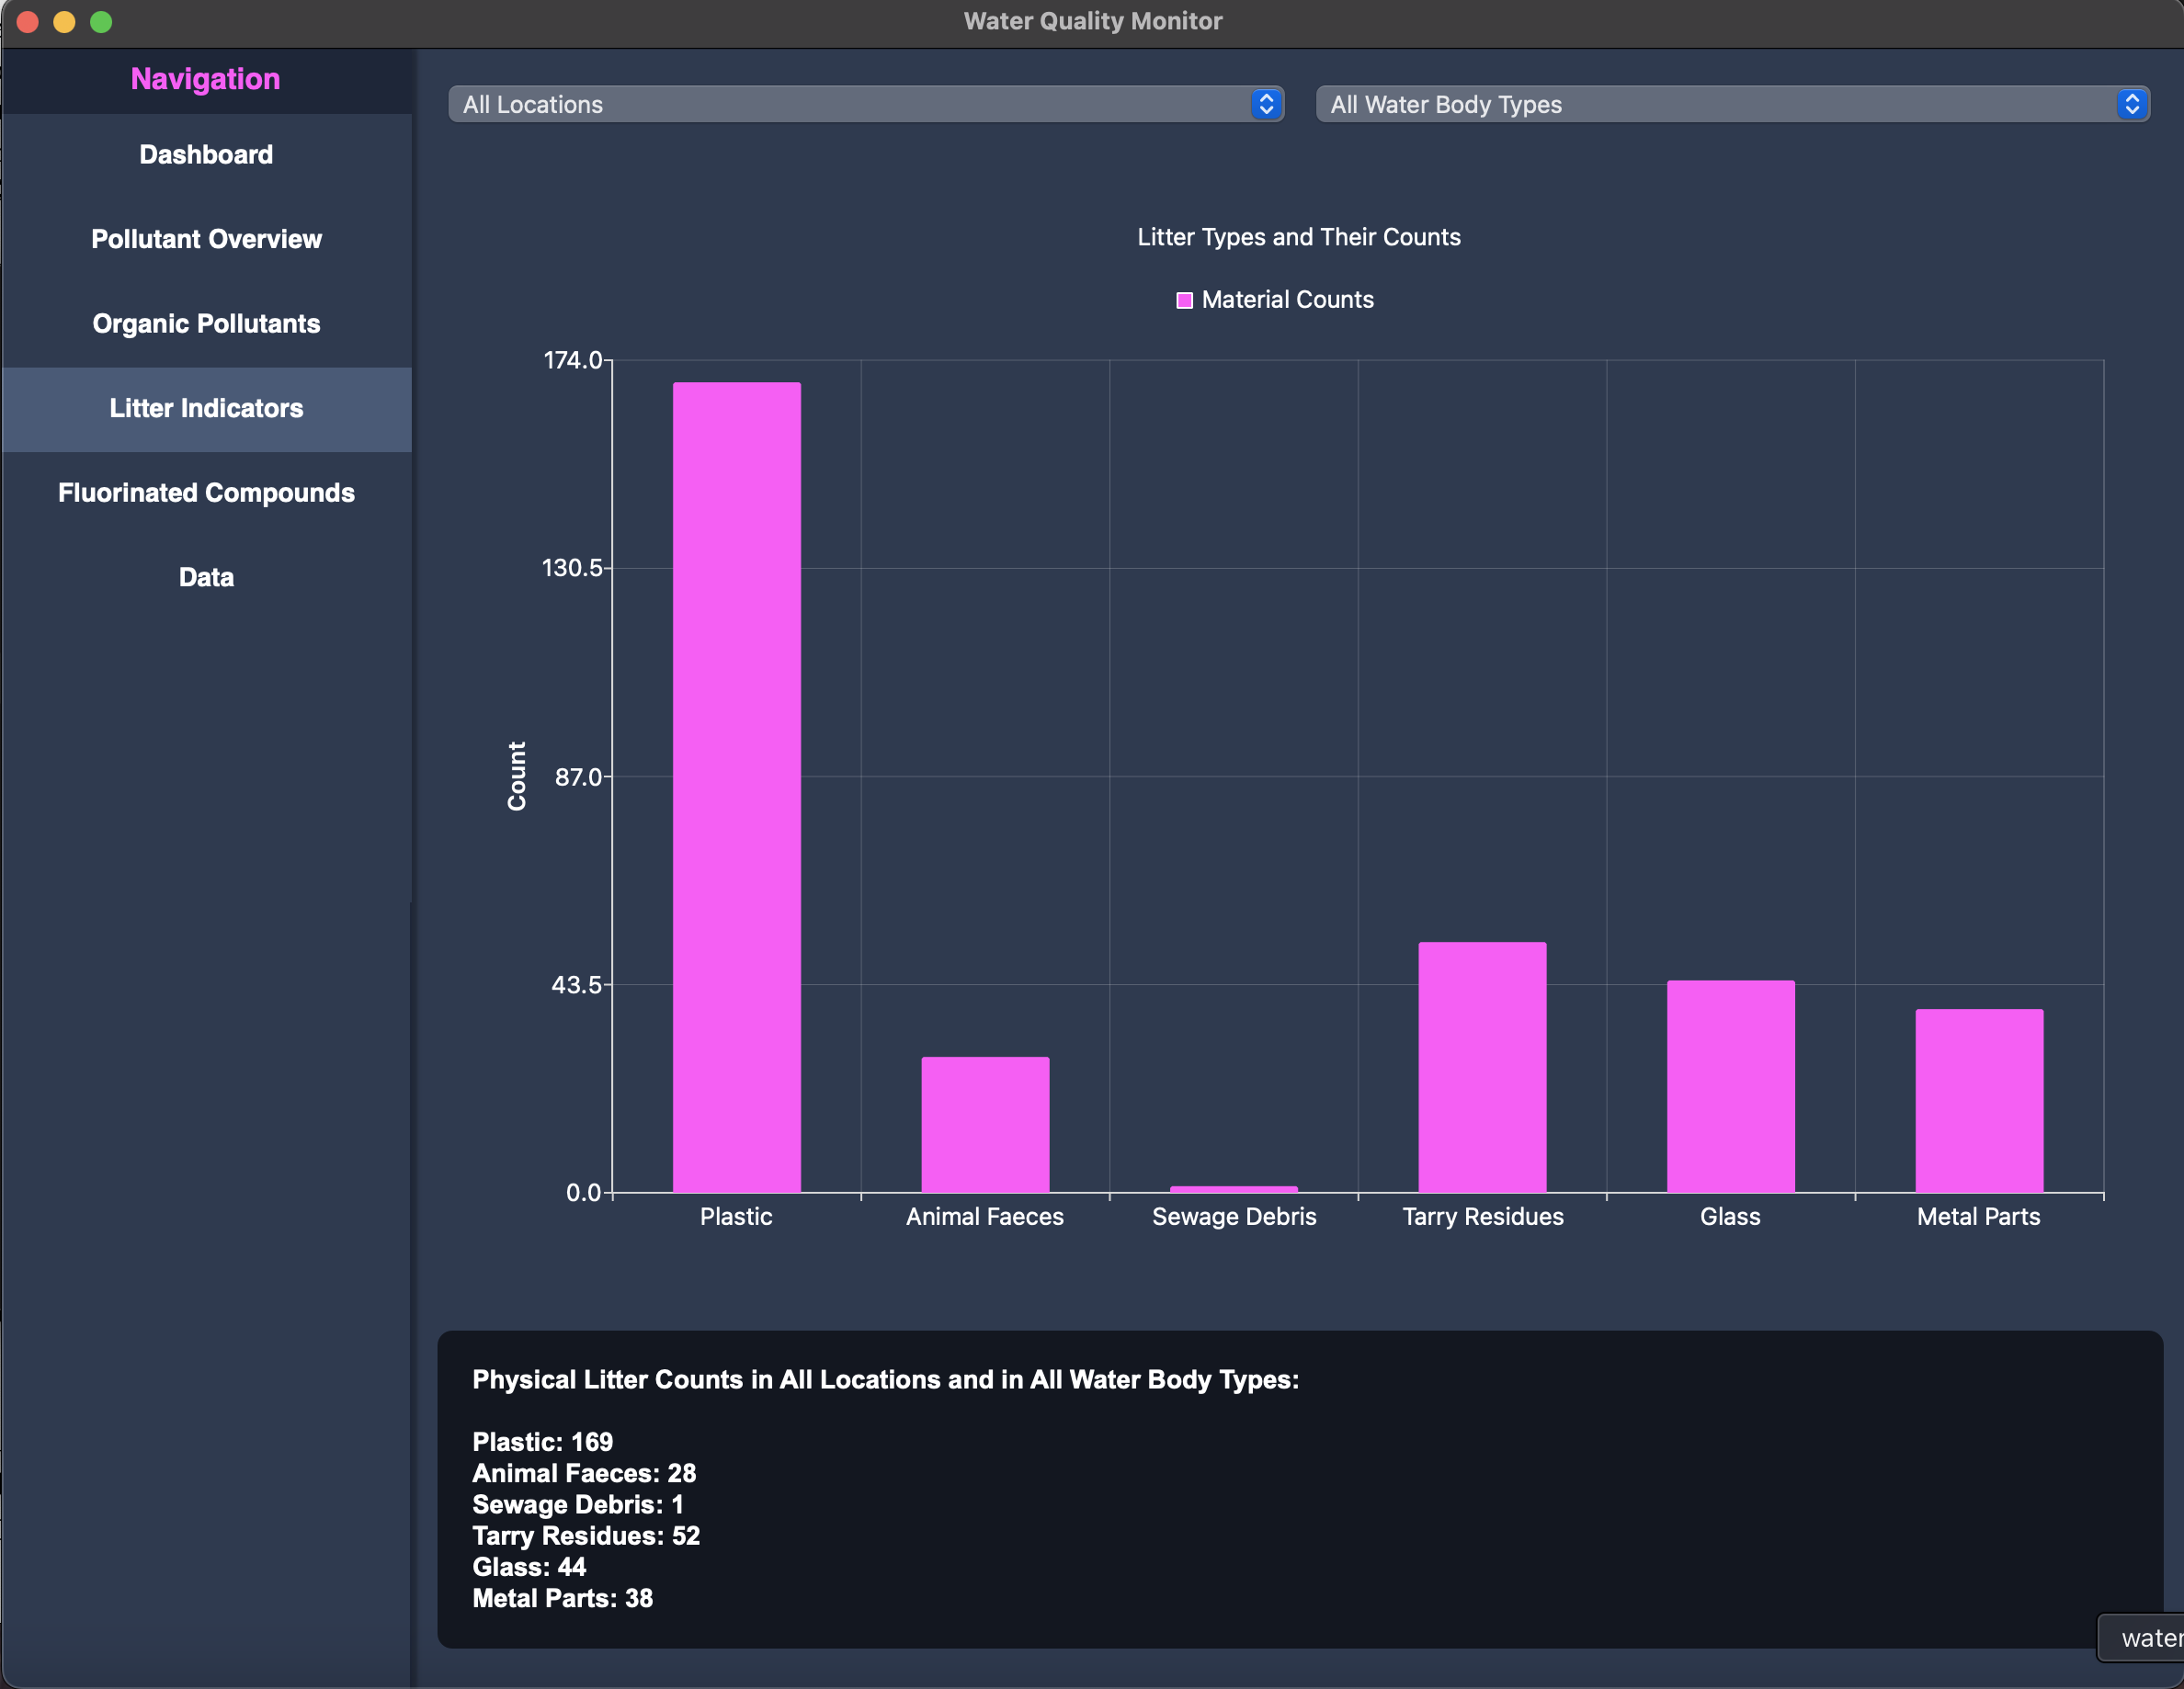 Water Quality Monitor
Navigation
Dashboard
Pollutant Overview
Organic Pollutants
Litter Indicators
Fluorinated Compounds
Data
All Locations
All Water Body Types
Litter Types and Their Counts
Material Counts
174.0
130.5
87.0
43.5
0.0
Count
Plastic Animal Faeces Sewage Debris Tarry Residues Glass Metal Parts
Physical Litter Counts in All Locations and in All Water Body Types:
Plastic: 169
Animal Faeces: 28
Sewage Debris: 1
Tarry Residues: 52
Glass: 44
Metal Parts: 38
water